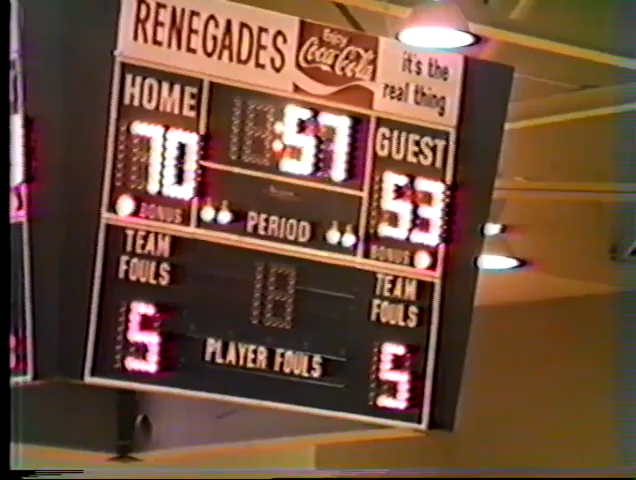 RENEGADES
Enjoy
Coca-Cola
it's the
real thing
HOME
:57
GUEST
70
53
BONUS
PERIOD
BONUS
TEAM
FOULS
TEAM
FOULS
5
PLAYER FOULS
5